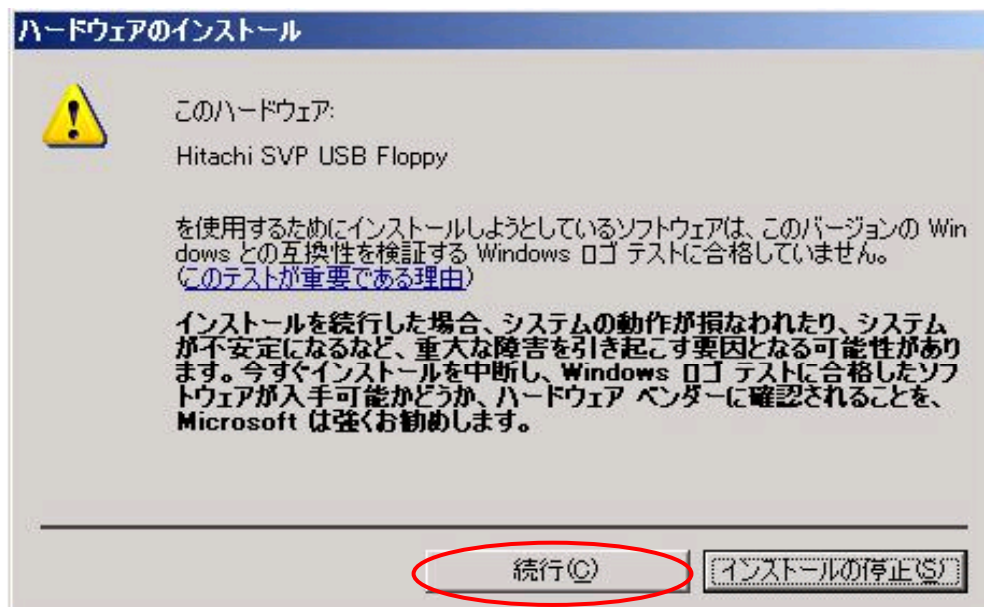 ハードウェアのインストール
このハードウェア:
Hitachi SVP USB Floppy
を使用するためにインストールしようとしているソフトウェアは、このバージョンの Win
dows との互換性を検証する Windows ロゴ テストに合格していません。
(このテストが重要である理由)
インストールを続行した場合、システムの動作が損なわれたり、システム
が不安定になるなど、重大な障害を引き起こす要因となる可能性があり
ます。今すぐインストールを中断し、Windows ロゴ テストに合格したソフ
トウェアが入手可能かどうか、ハードウェア ベンダーに確認されることを、
Microsoft は強くお勧めします。
続行(C) インストールの停止(S)